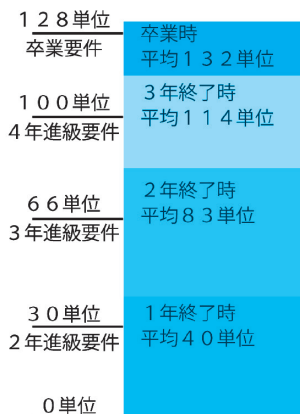 128単位
卒業要件
卒業時
平均132単位
100単位
4年進級要件
3年終了時
平均114単位
66単位
3年進級要件
2年終了時
平均83単位
30単位
2年進級要件
1年終了時
平均40単位
0単位